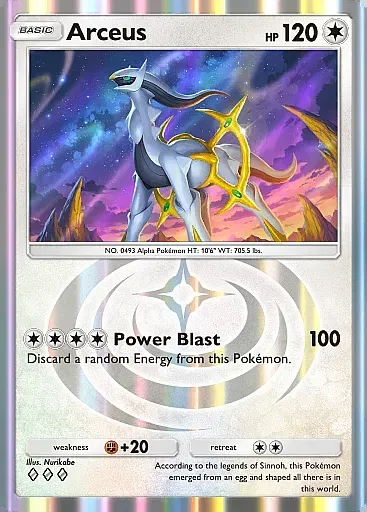 BASIC Arceus HP 120
NO. 0493 Alpha Pokémon HT: 10'6" WT: 705.5 lbs.
Power Blast 100
Discard a random Energy from this Pokémon.
weakness +20 retreat
Illus. Nurikabe
According to the legends of Sinnoh, this Pokémon
emerged from an egg and shaped all there is in
this world.